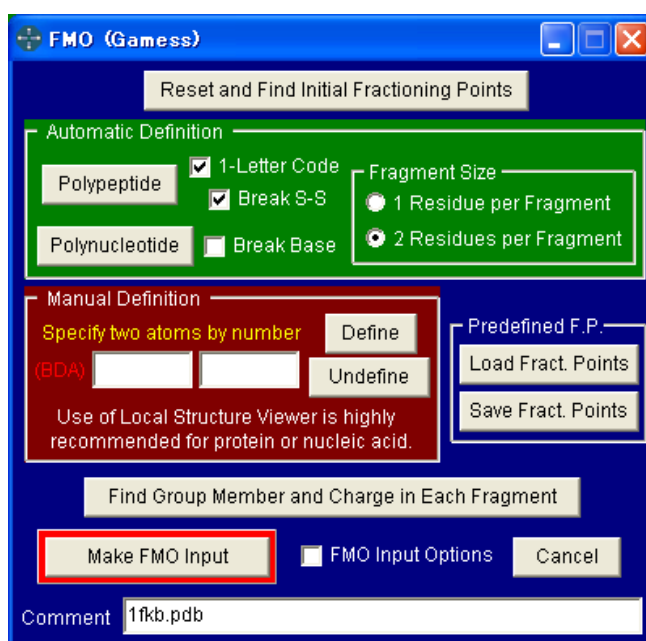 FMO (Gamess)
Reset and Find Initial Fractioning Points
Automatic Definition
Polypeptide
1-Letter Code
Break S-S
Polynucleotide
Break Base
Fragment Size
1 Residue per Fragment
2 Residues per Fragment
Manual Definition
Specify two atoms by number
Define
(BDA)
Undefine
Use of Local Structure Viewer is highly
recommended for protein or nucleic acid.
Predefined F.P.
Load Fract. Points
Save Fract. Points
Find Group Member and Charge in Each Fragment
Make FMO Input
FMO Input Options
Cancel
Comment
1fkb.pdb